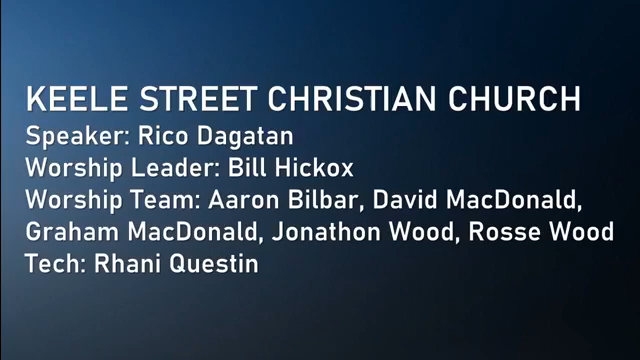 KEELE STREET CHRISTIAN CHURCH
Speaker: Rico Dagatan
Worship Leader: Bill Hickox
Worship Team: Aaron Bilbar, David MacDonald,
Graham MacDonald, Jonathon Wood, Rosse Wood
Tech: Rhani Questin